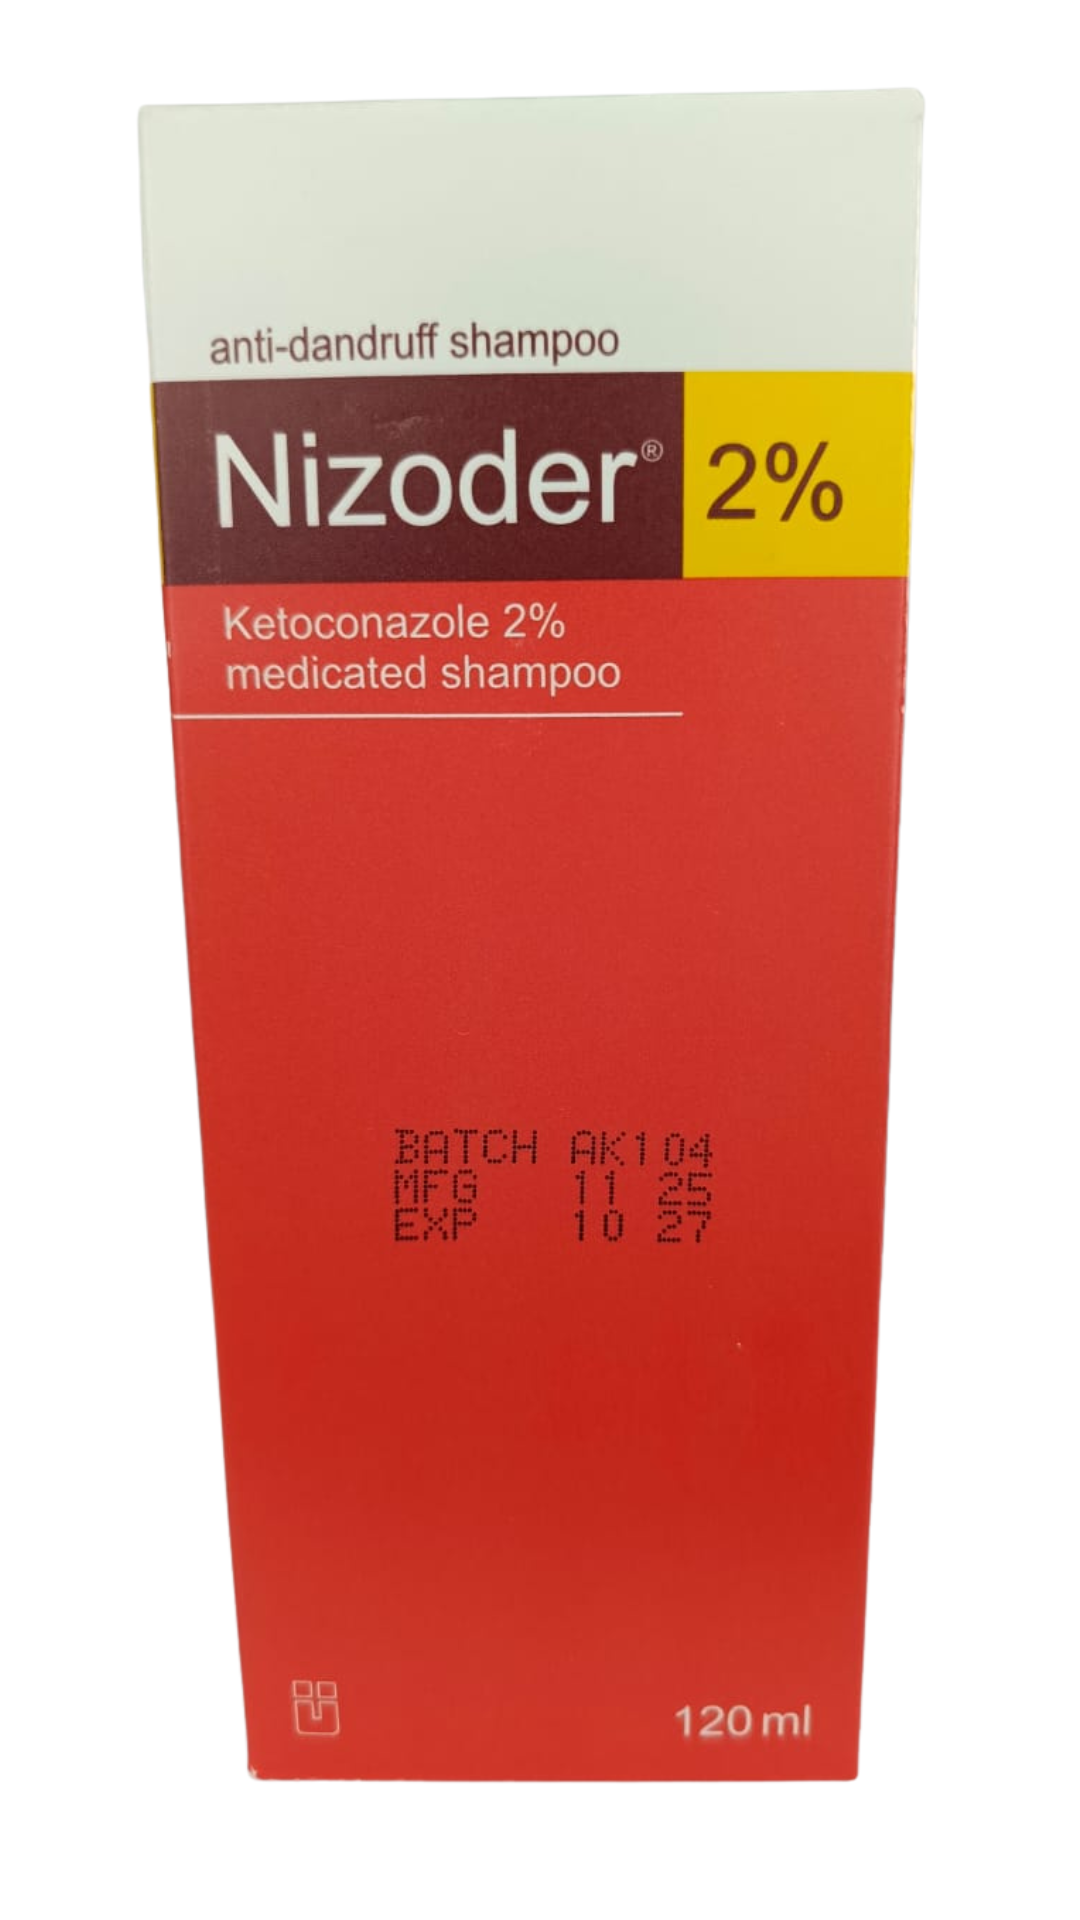 anti-dandruff shampoo
Nizoder® 2%
Ketoconazole 2%
medicated shampoo
BATCH AK104
MFG 11 25
EXP 10 27
120 ml